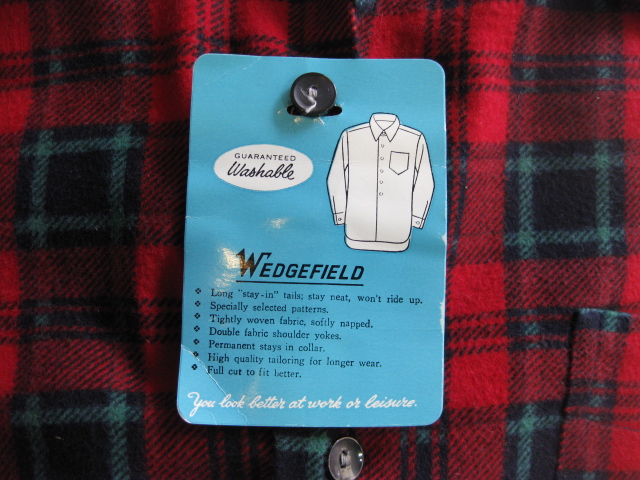 GUARANTEED
Washable
WEDGEFIELD
❖ Long "stay-in" tails; stay neat, won't ride up.
❖ Specially selected patterns.
❖ Tightly woven fabric, softly napped.
❖ Double fabric shoulder yokes.
❖ Permanent stays in collar.
❖ High quality tailoring for longer wear.
❖ Full cut to fit better.
You look better at work or leisure.